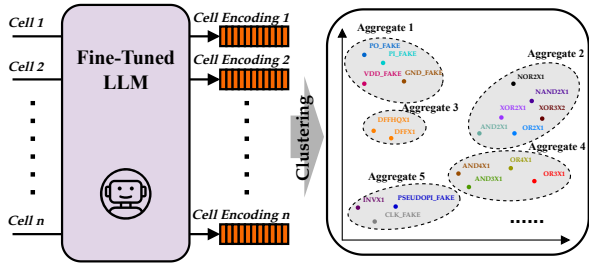 Cell 1
Cell 2
Cell n
Fine-Tuned
LLM
Cell Encoding 1
Cell Encoding 2
Cell Encoding n
Clustering
Aggregate 1
PO_FAKE
PI_FAKE
VDD_FAKE
GND_FAKE
Aggregate 2
NOR2X1
NAND2X1
XOR2X1
XOR3X2
AND2X1
OR2X1
Aggregate 3
DFFHQX1
DFFX1
Aggregate 4
OR4X1
AND4X1
AND3X1
OR3X1
Aggregate 5
INVX1
PSEUDOPI_FAKE
CLK_FAKE
......